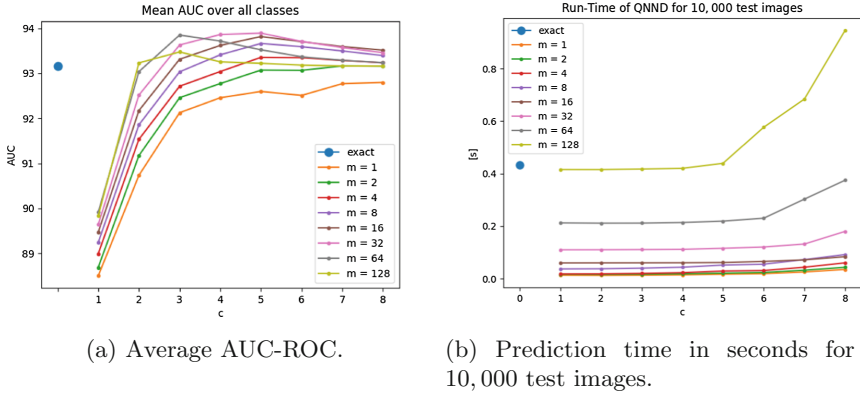 Mean AUC over all classes
94
93
92
91
90
89
AUC
1 2 3 4 5 6 7 8
c
exact
m = 1
m = 2
m = 4
m = 8
m = 16
m = 32
m = 64
m = 128
(a) Average AUC-ROC.
Run-Time of QNND for 10, 000 test images
0.8
0.6
0.4
0.2
0.0
[s]
0 1 2 3 4 5 6 7 8
c
exact
m = 1
m = 2
m = 4
m = 8
m = 16
m = 32
m = 64
m = 128
(b) Prediction time in seconds for
10, 000 test images.